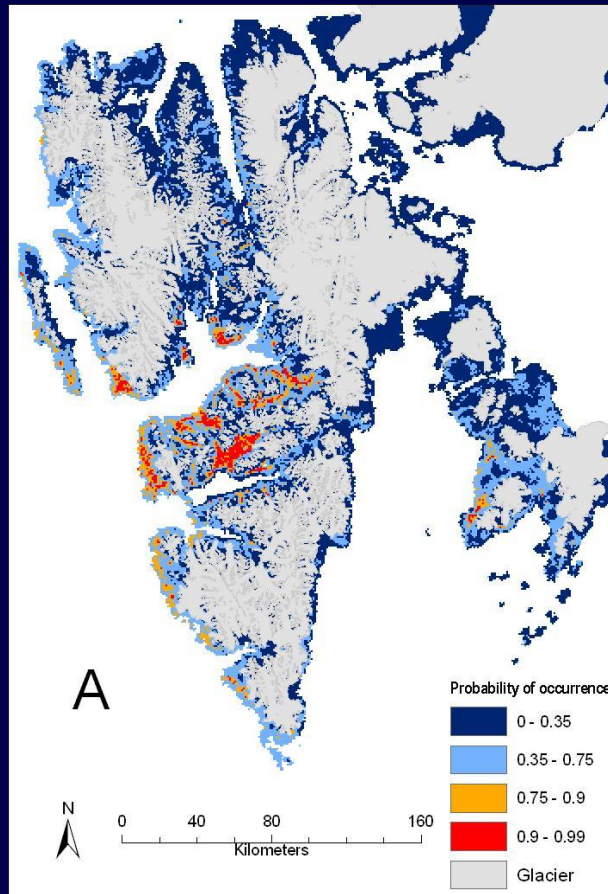 A
Probability of occurrence
0 - 0.35
0.35 - 0.75
0.75 - 0.9
0.9 - 0.99
Glacier
N
0 40 80 160
Kilometers